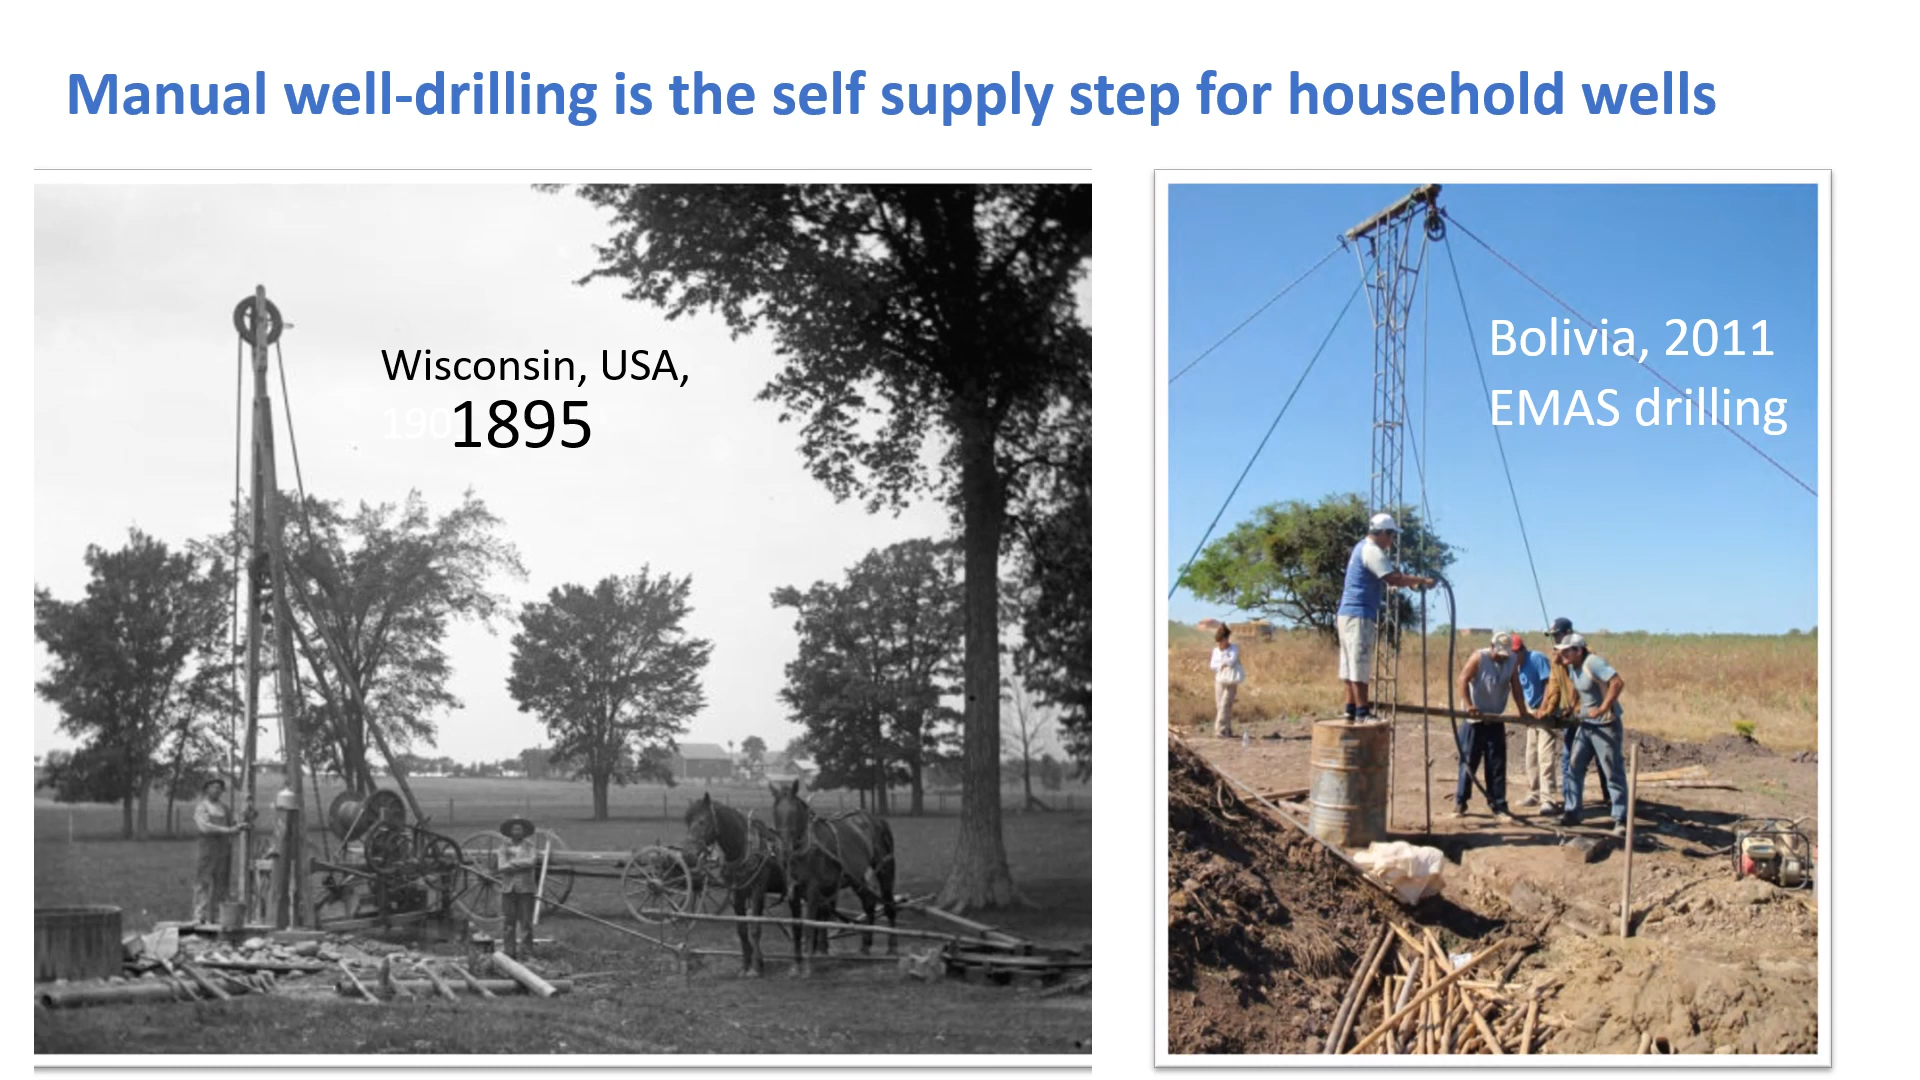 Manual well-drilling is the self supply step for household wells
Wisconsin, USA,
1895
Bolivia, 2011
EMAS drilling